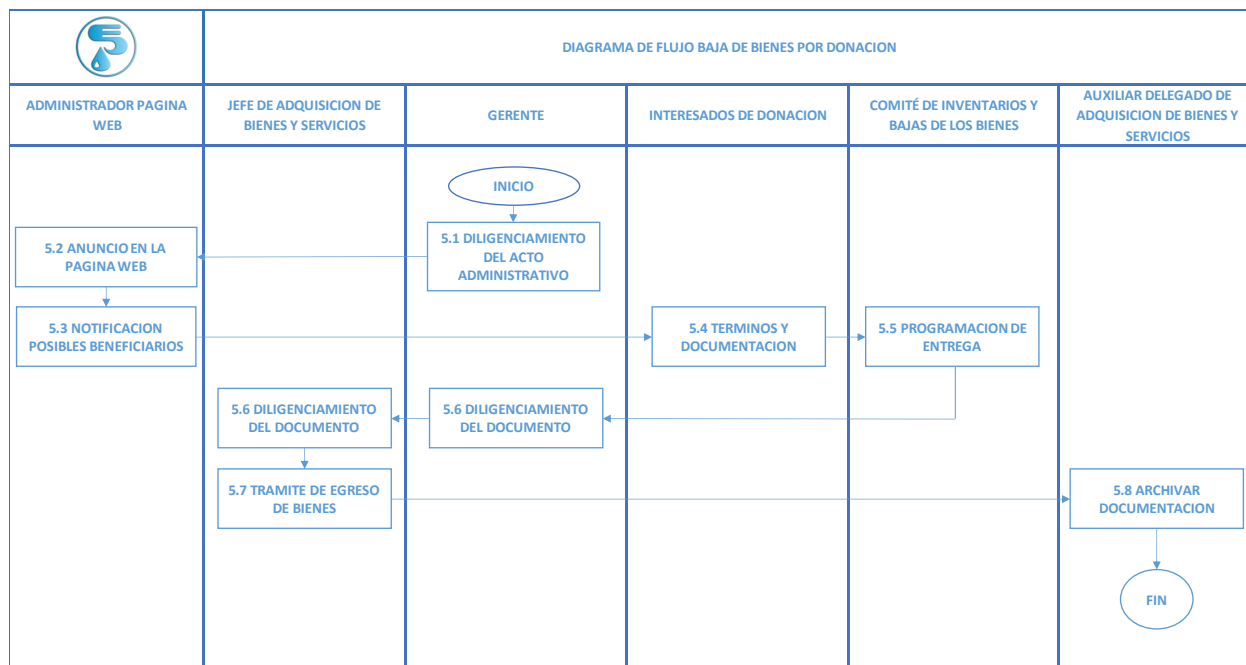 DIAGRAMA DE FLUJO BAJA DE BIENES POR DONACION
ADMINISTRADOR PAGINA
WEB
JEFE DE ADQUISICION DE
BIENES Y SERVICIOS
GERENTE
INTERESADOS DE DONACION
COMITÉ DE INVENTARIOS Y
BAJAS DE LOS BIENES
AUXILIAR DELEGADO DE
ADQUISICION DE BIENES Y
SERVICIOS
INICIO
5.1 DILIGENCIAMIENTO
DEL ACTO
ADMINISTRATIVO
5.2 ANUNCIO EN LA
PAGINA WEB
5.3 NOTIFICACION
POSIBLES BENEFICIARIOS
5.4 TERMINOS Y
DOCUMENTACION
5.5 PROGRAMACION DE
ENTREGA
5.6 DILIGENCIAMIENTO
DEL DOCUMENTO
5.6 DILIGENCIAMIENTO
DEL DOCUMENTO
5.7 TRAMITE DE EGRESO
DE BIENES
5.8 ARCHIVAR
DOCUMENTACION
FIN